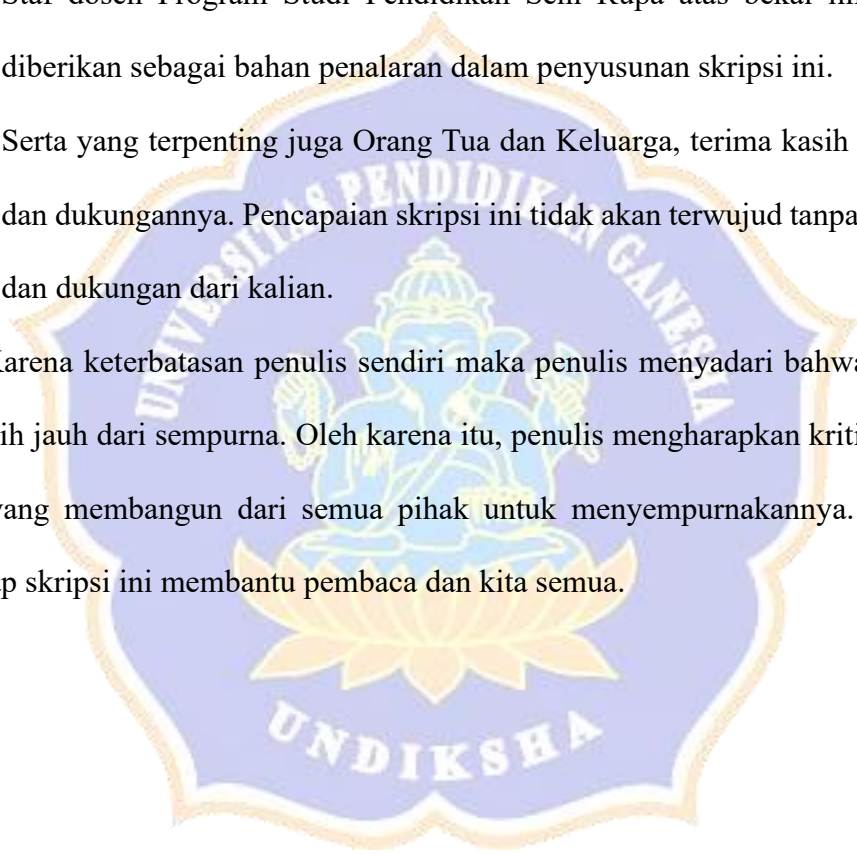 Staf dosen Program Studi Pendidikan Seni Rupa atas bekal
diberikan sebagai bahan penalaran dalam penyusunan skripsi ini.
Serta yang terpenting juga Orang Tua dan Keluarga, terima kasih
dan dukungannya. Pencapaian skripsi ini tidak akan terwujud tanpa
dan dukungan dari kalian.
Karena keterbatasan penulis sendiri maka penulis menyadari bahwa
ih jauh dari sempurna. Oleh karena itu, penulis mengharapkan kriti
yang membangun dari semua pihak untuk menyempurnakannya.
p skripsi ini membantu pembaca dan kita semua.
UNIVERSITAS PENDIDIKAN GANESHA
UNDIKSHA